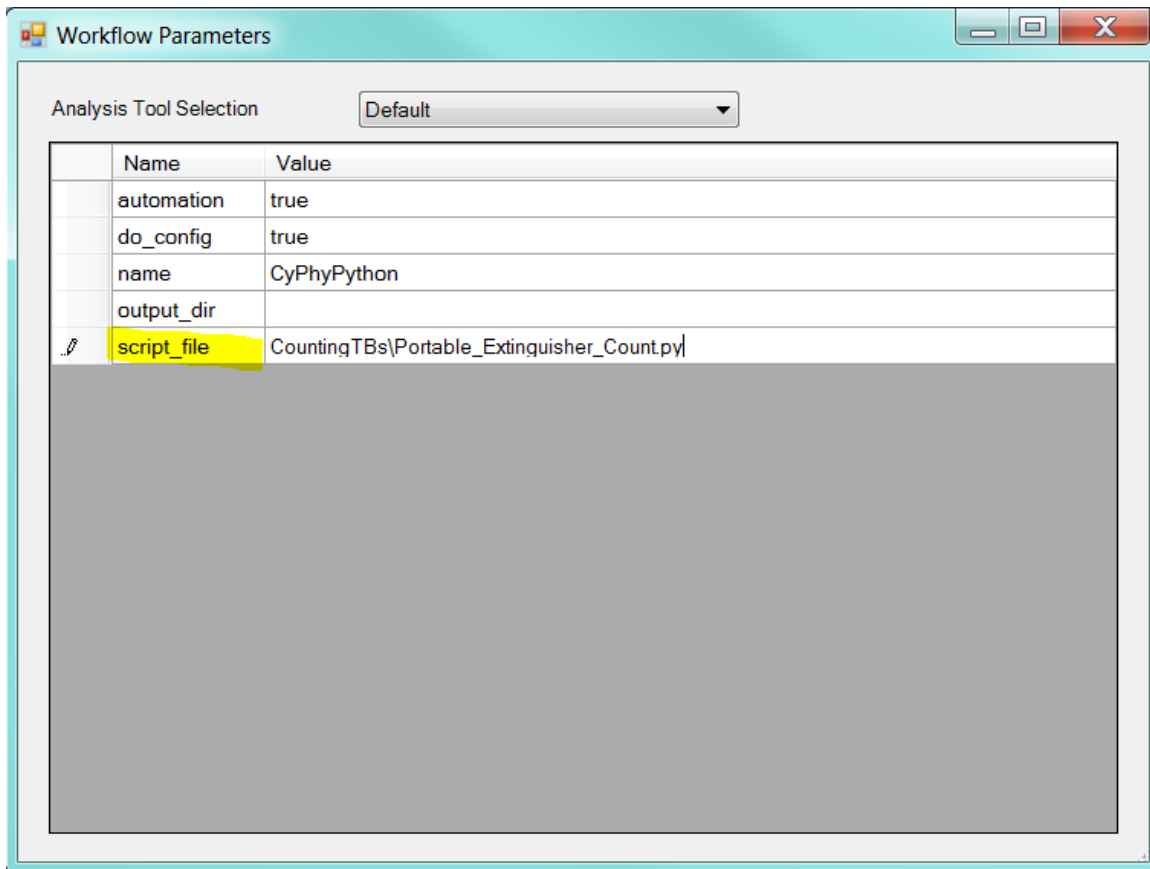 Workflow Parameters
Analysis Tool Selection Default
Name Value
automation true
do_config true
name CyPhyPython
output_dir
script_file CountingTBs\Portable_Extinguisher_Count.py